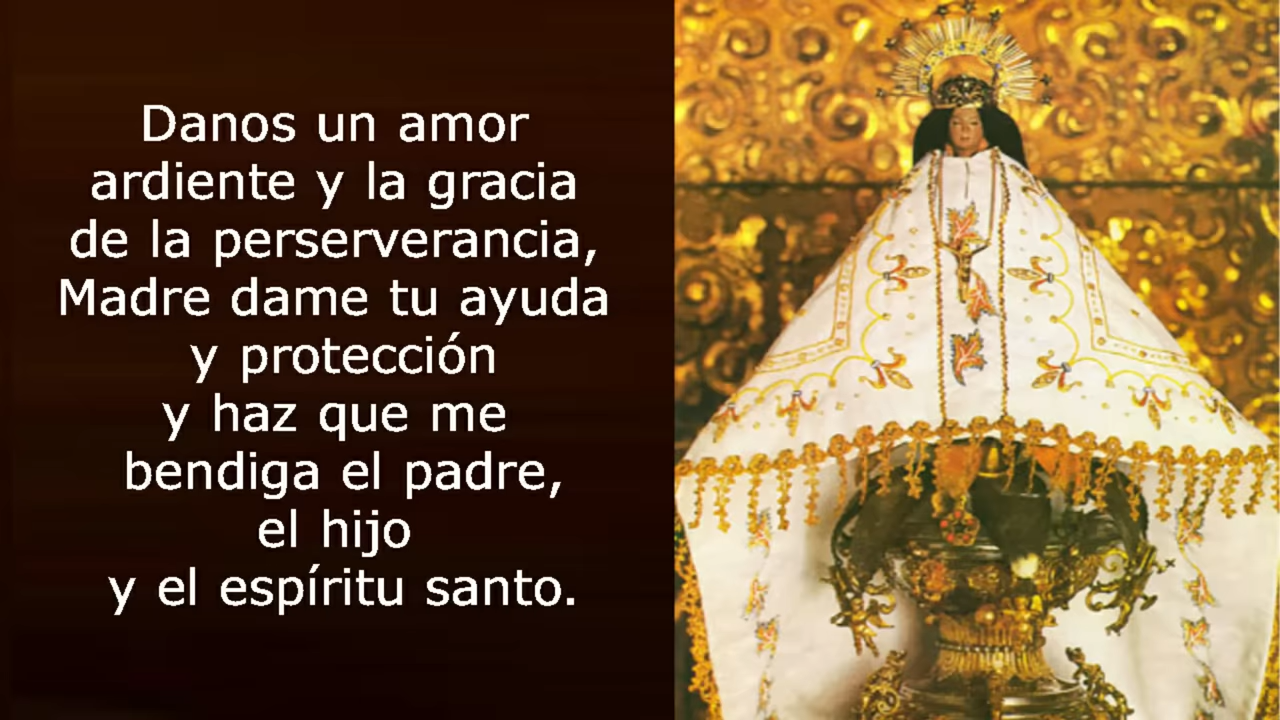 Danos un amor
ardiente y la gracia
de la perserverancia,
Madre dame tu ayuda
y protección
y haz que me
bendiga el padre,
el hijo
y el espíritu santo.